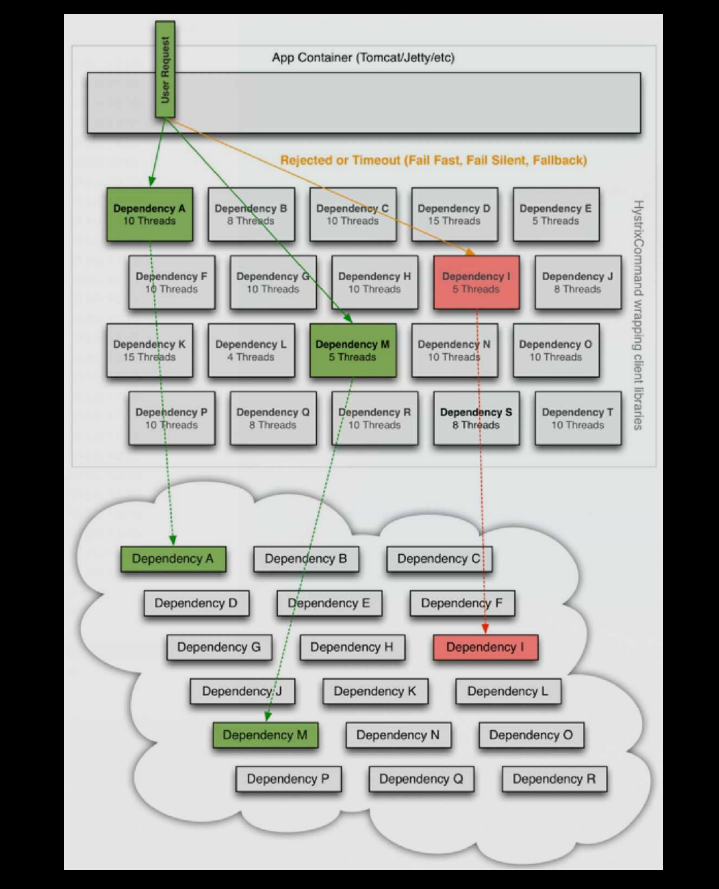 User Request
App Container (Tomcat/Jetty/etc)
Rejected or Timeout (Fail Fast, Fail Silent, Fallback)
Dependency A
10 Threads
Dependency B
8 Threads
Dependency C
10 Threads
Dependency D
15 Threads
Dependency E
5 Threads
Dependency F
10 Threads
Dependency G
10 Threads
Dependency H
10 Threads
Dependency I
5 Threads
Dependency J
8 Threads
Dependency K
15 Threads
Dependency L
4 Threads
Dependency M
5 Threads
Dependency N
10 Threads
Dependency O
10 Threads
Dependency P
10 Threads
Dependency Q
8 Threads
Dependency R
10 Threads
Dependency S
8 Threads
Dependency T
10 Threads
HystrixCommand wrapping client libraries
Dependency A
Dependency B
Dependency C
Dependency D
Dependency E
Dependency F
Dependency G
Dependency H
Dependency I
Dependency J
Dependency K
Dependency L
Dependency M
Dependency N
Dependency O
Dependency P
Dependency Q
Dependency R